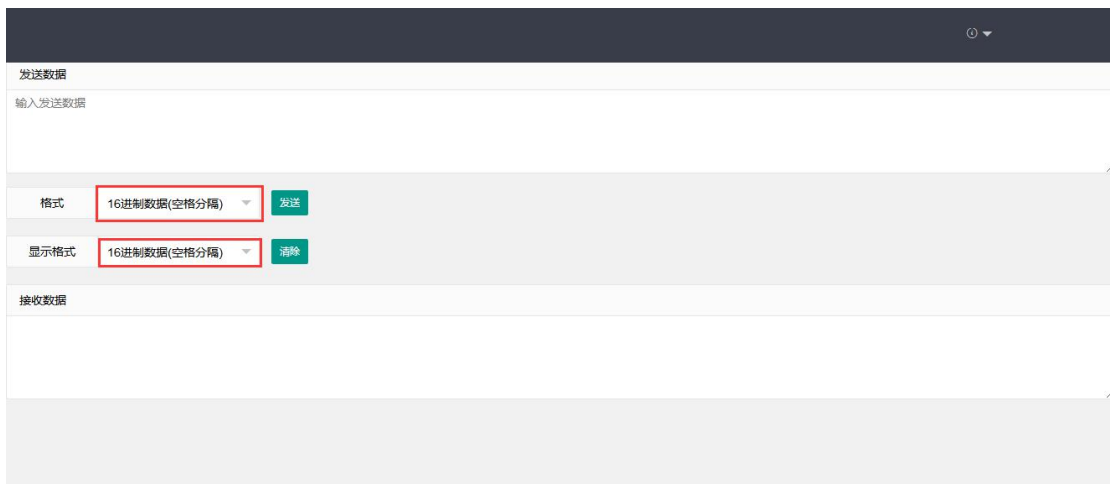 发送数据
输入发送数据
格式 16进制数据(空格分隔) 发送
显示格式 16进制数据(空格分隔) 清除
接收数据